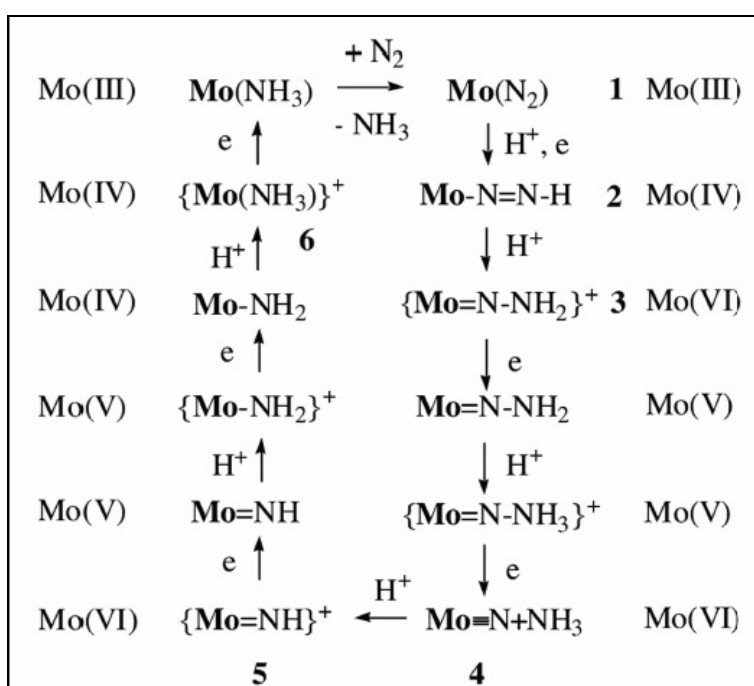 + N₂
Mo(III) Mo(NH₃) Mo(N₂) 1 Mo(III)
- NH₃
e H⁺, e
Mo(IV) {Mo(NH₃)}⁺ Mo-N=N-H 2 Mo(IV)
6
H⁺ H⁺
Mo(IV) Mo-NH₂ {Mo=N-NH₂}⁺ 3 Mo(VI)
e e
Mo(V) {Mo-NH₂}⁺ Mo=N-NH₂ Mo(V)
H⁺ H⁺
Mo(V) Mo=NH {Mo=N-NH₃}⁺ Mo(V)
e e
H⁺
Mo(VI) {Mo=NH}⁺ Mo≡N+NH₃ Mo(VI)
5 4